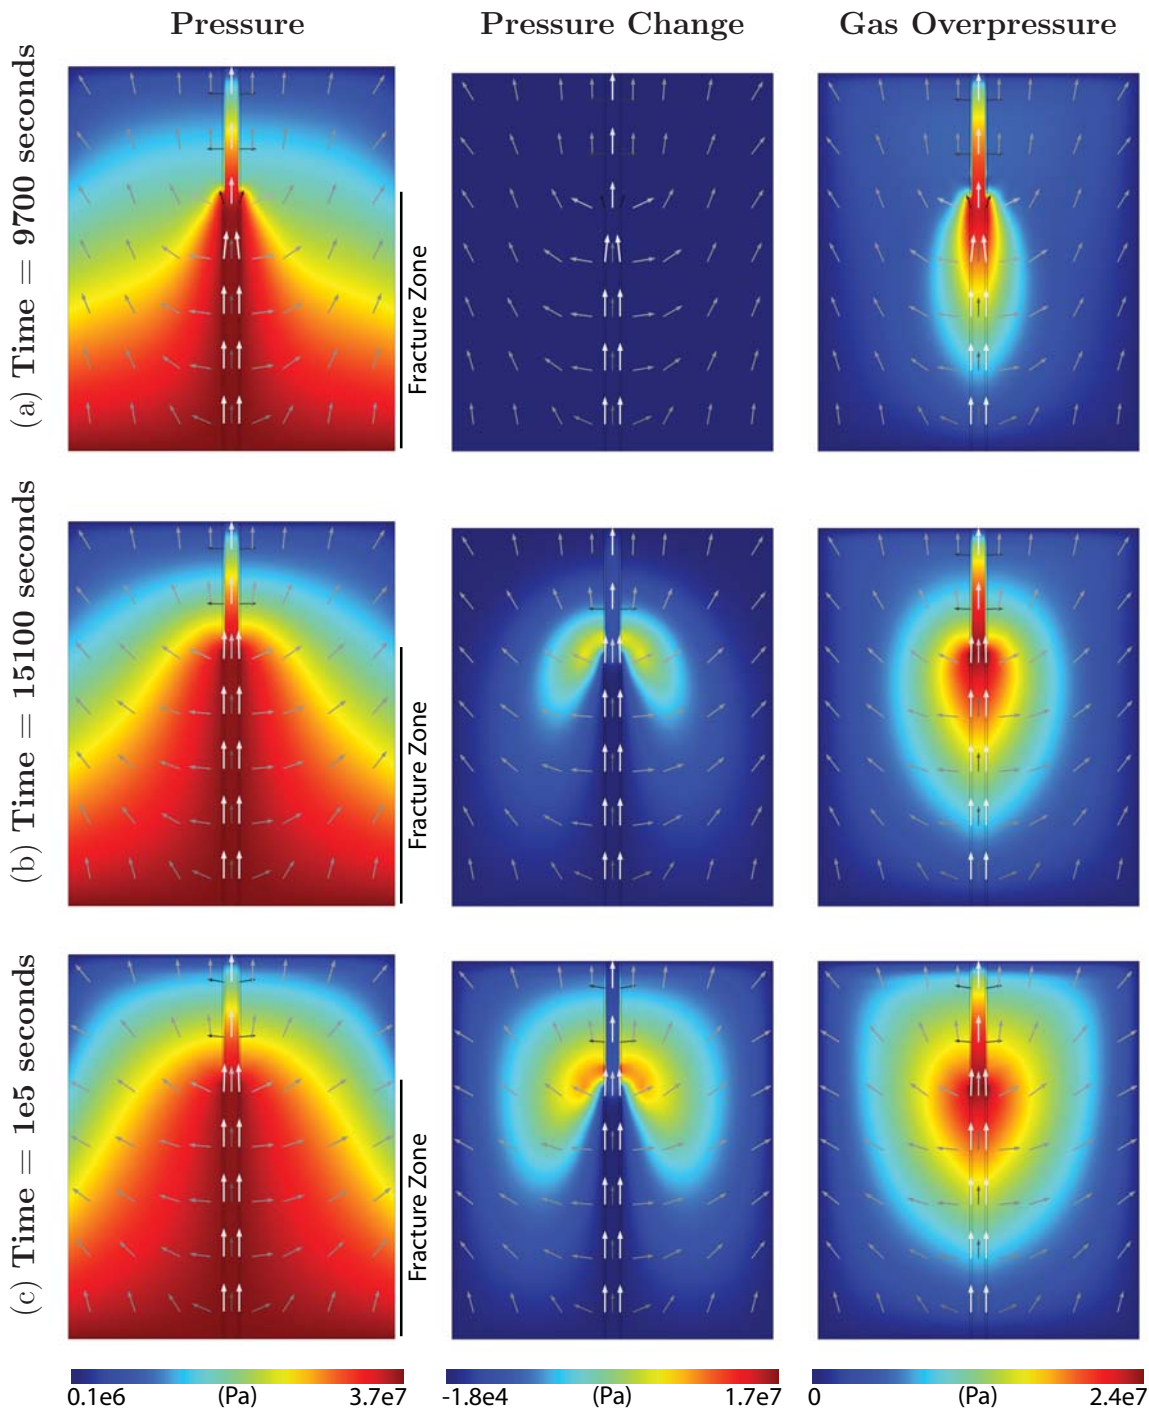 Pressure
Pressure Change
Gas Overpressure
(a) Time = 9700 seconds
Fracture Zone
(b) Time = 15100 seconds
Fracture Zone
(c) Time = 1e5 seconds
Fracture Zone
0.1e6 (Pa) 3.7e7
-1.8e4 (Pa) 1.7e7
0 (Pa) 2.4e7